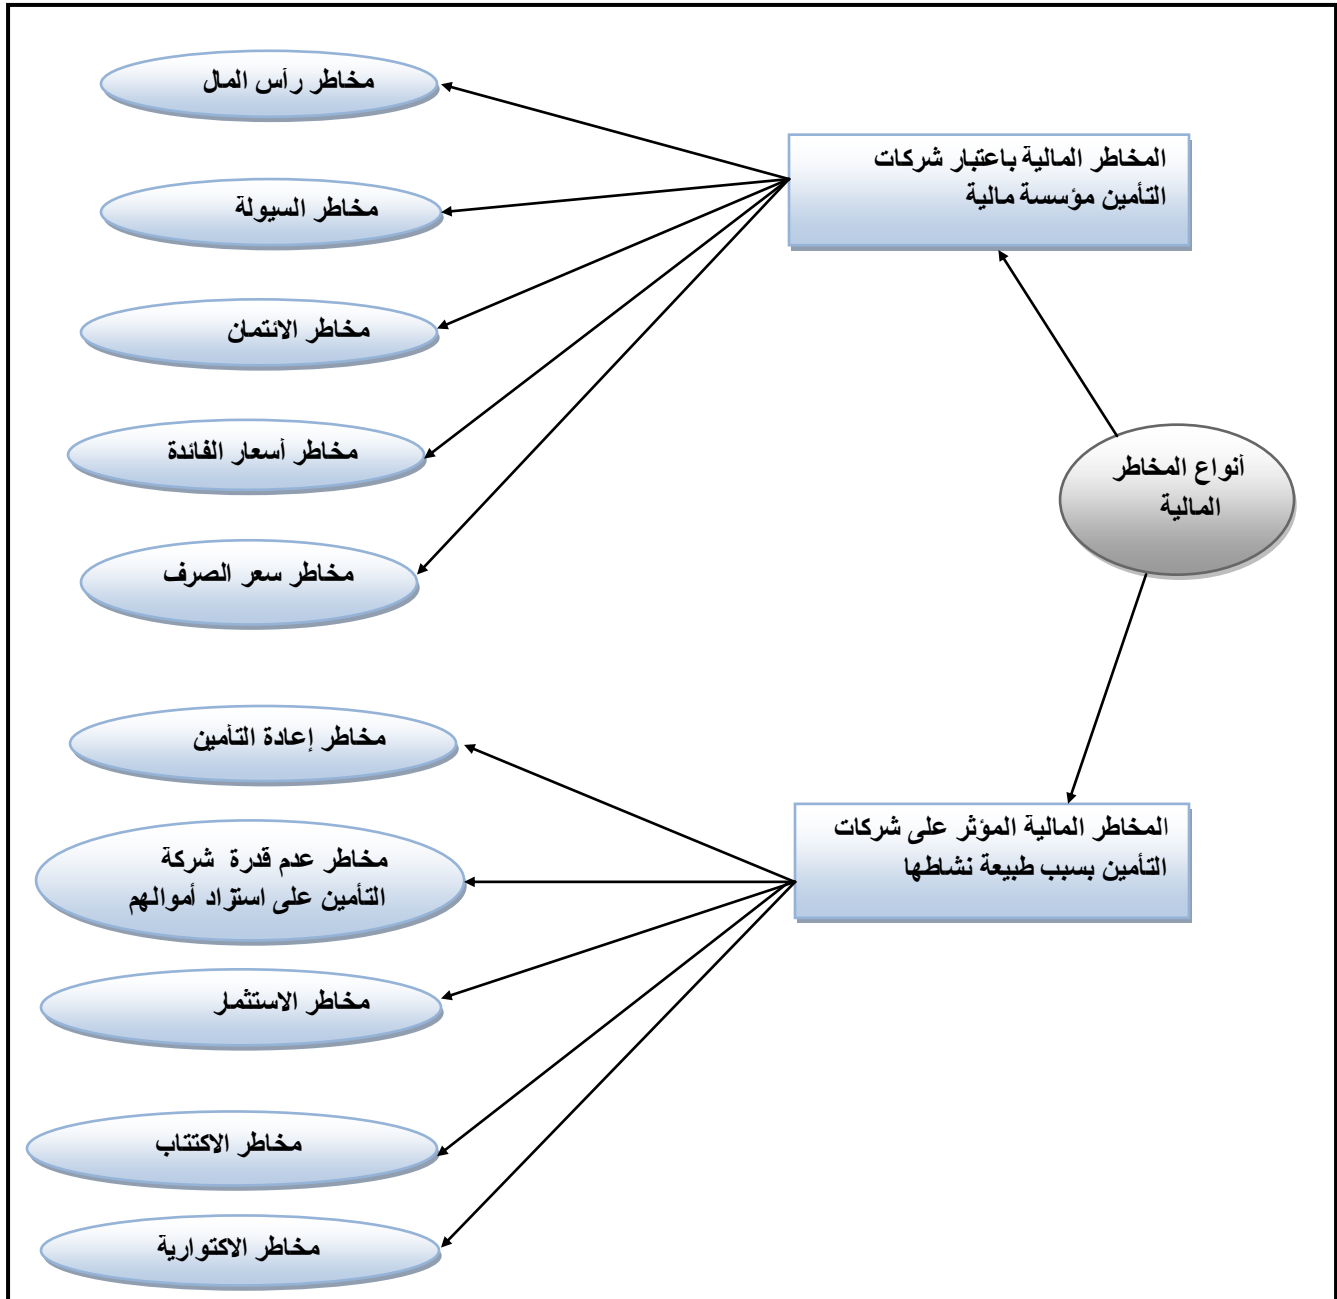 أنواع المخاطر
المالية
المخاطر المالية باعتبار شركات
التأمين مؤسسة مالية
مخاطر رأس المال
مخاطر السيولة
مخاطر الائتمان
مخاطر أسعار الفائدة
مخاطر سعر الصرف
المخاطر المالية المؤثر على شركات
التأمين بسبب طبيعة نشاطها
مخاطر إعادة التأمين
مخاطر عدم قدرة شركة
التأمين على استزاد أموالهم
مخاطر الاستثمار
مخاطر الاكتتاب
مخاطر الاكتوارية